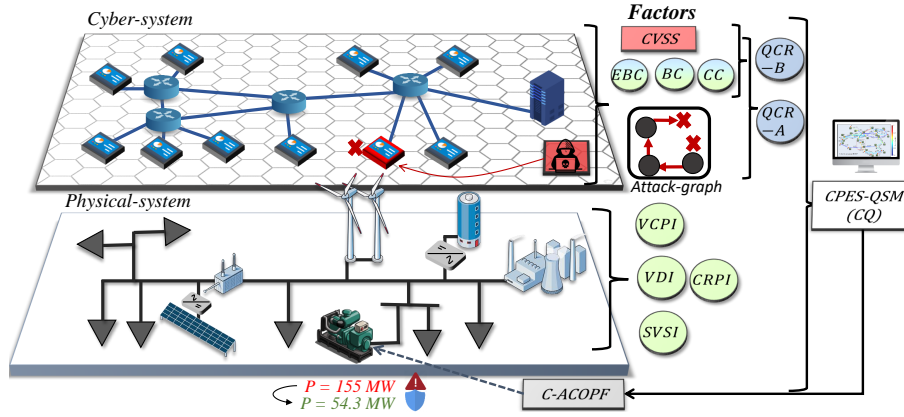 Cyber-system
Factors
CVSS
EBC
BC
CC
QCR
-B
QCR
-A
Attack-graph
CPES-QSM
(CQ)
Physical-system
VCPI
VDI
CRPI
SVSI
P = 155 MW
P = 54.3 MW
C-ACOPF